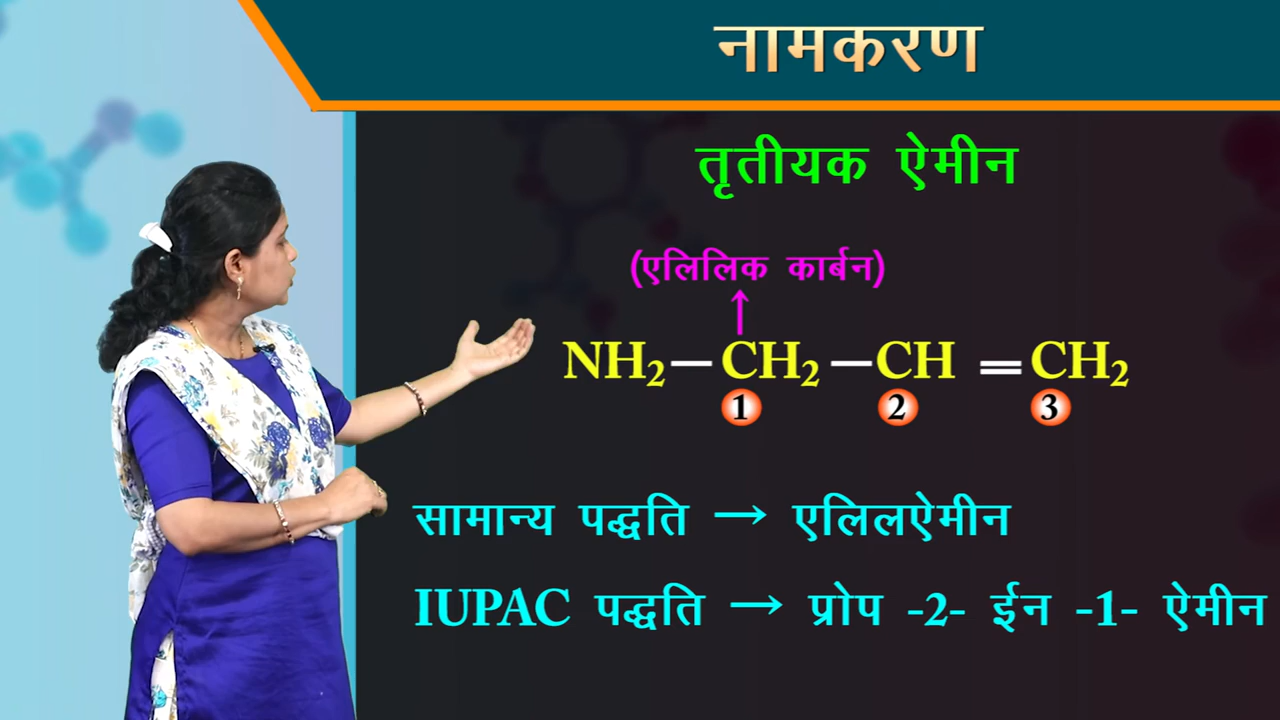 नामकरण
तृतीयक ऐमीन
(एलिलिक कार्बन)
↑
NH₂—CH₂—CH=CH₂
1 2 3
सामान्य पद्धति → एलिलऐमीन
IUPAC पद्धति → प्रोप -2- ईन -1- ऐमीन